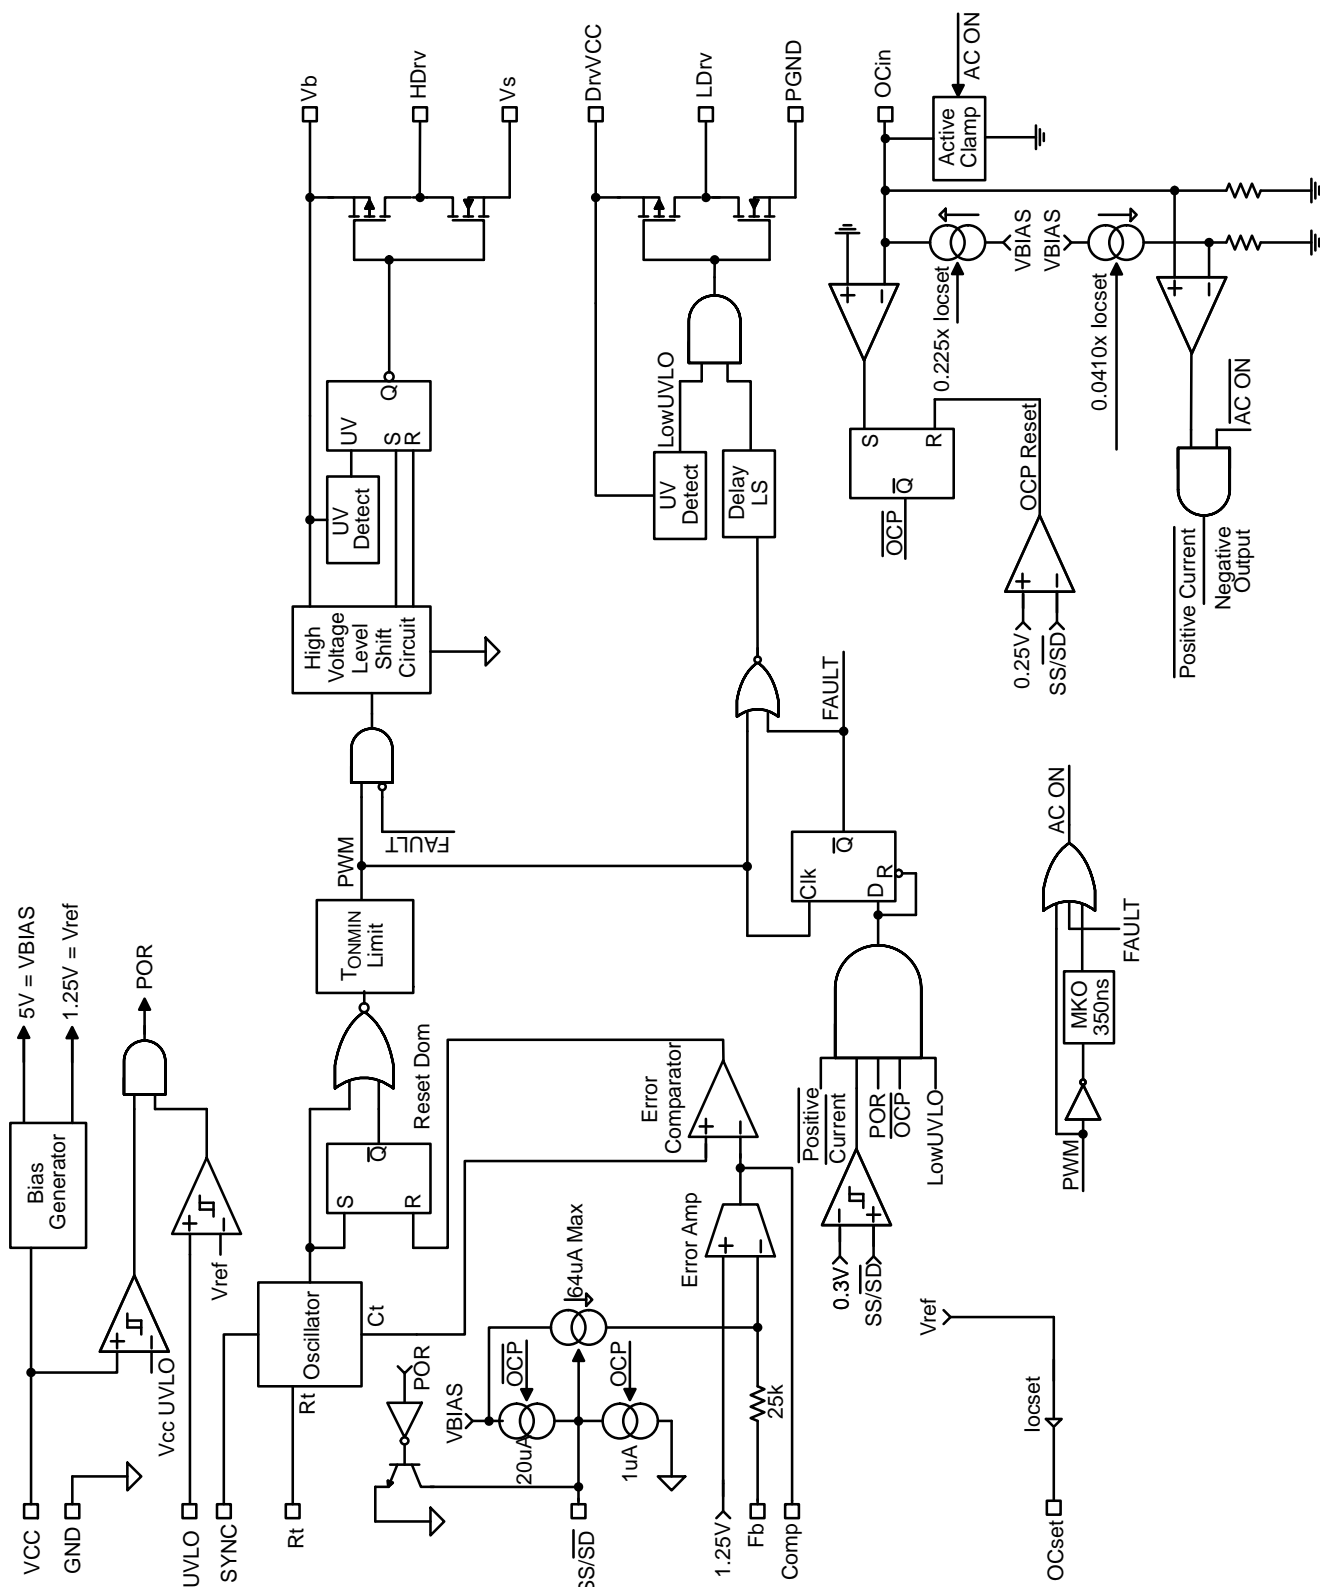 VCC
GND
UVLO
SYNC
Rt
SS/SD
1.25V
Fb
Comp
OCset
5V = VBIAS
1.25V = Vref
POR
Bias
Generator
Vcc UVLO
+
−
Vref
+
−
Rt
Oscillator
Ct
S
R
Q
Reset Dom
TONMIN
Limit
PWM
FAULT
High
Voltage
Level
Shift
Circuit
UV
Detect
UV
S
R
Q
Vb
HDrv
Vs
POR
VBIAS
20uA
OCP
64uA Max
1uA
OCP
25k
Error Amp
+
−
Error
Comparator
+
−
Positive
Current
POR
OCP
LowUVLO
0.3V
SS/SD
−
+
Clk
D
R
Q
FAULT
UV
Detect
LowUVLO
Delay
LS
DrvVCC
LDrv
PGND
OCin
Active
Clamp
AC ON
VBIAS
VBIAS
0.225x Iocset
0.0410x Iocset
+
−
S
R
Q
OCP
OCP Reset
+
−
0.25V
SS/SD
+
−
AC ON
Positive Current
Negative
Output
PWM
MKO
350ns
FAULT
AC ON
Vref
Iocset